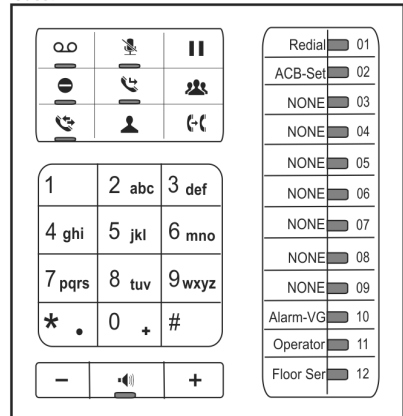 1
2 abc
3 def
4 ghi
5 jkl
6 mno
7 pqrs
8 tuv
9 wxyz
* .
0 +
#
− +
Redial 01
ACB-Set 02
NONE 03
NONE 04
NONE 05
NONE 06
NONE 07
NONE 08
NONE 09
Alarm-VG 10
Operator 11
Floor Ser 12